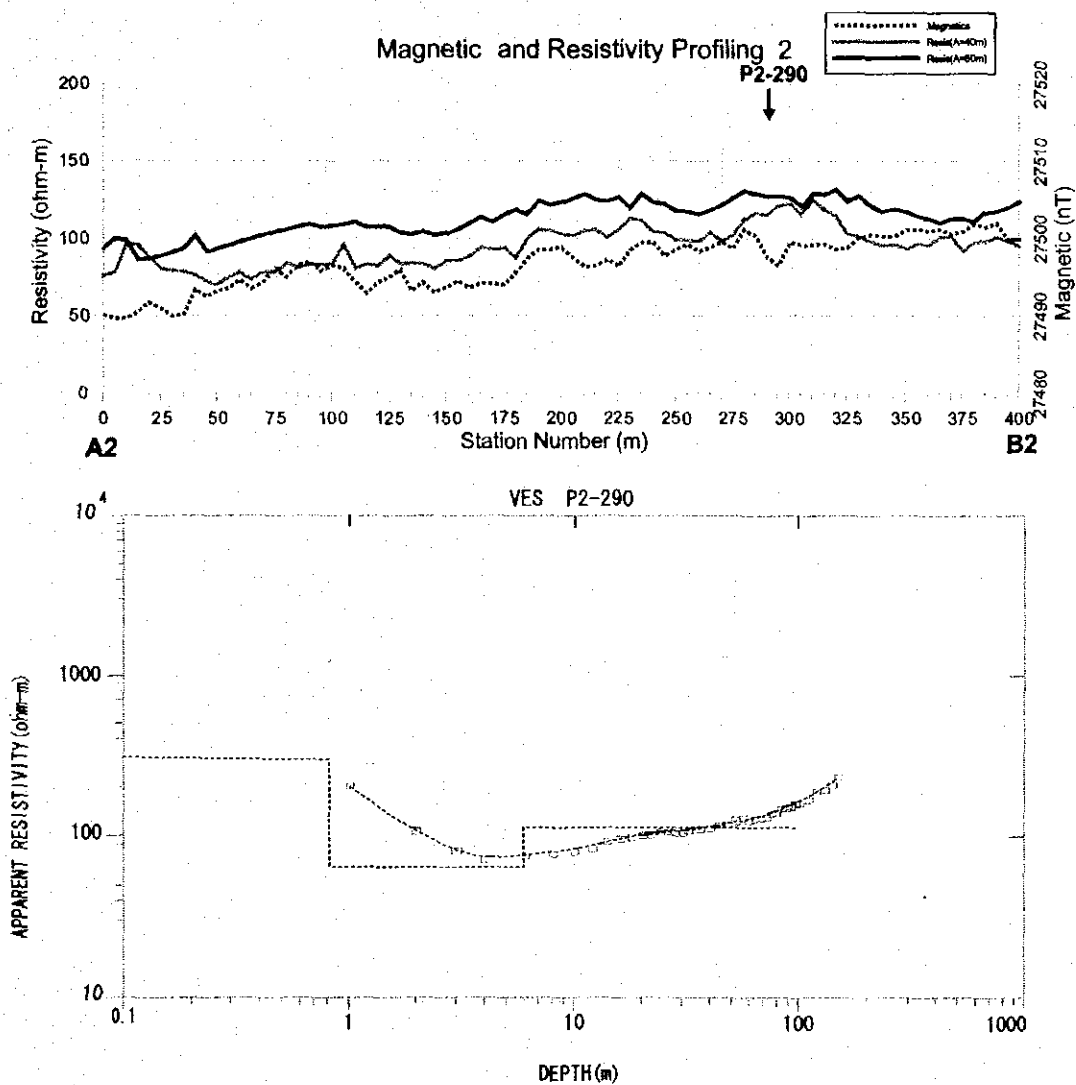 Magnetic and Resistivity Profiling 2
Magnetics
Resis(A=40m)
Resis(A=80m)
P2-290
200
150
100
50
0
Resistivity (ohm-m)
27520
27510
27500
27490
27480
Magnetic (nT)
0 25 50 75 100 125 150 175 200 225 250 275 300 325 350 375 400
Station Number (m)
A2
B2
VES P2-290
10^4
1000
100
10
APPARENT RESISTIVITY (ohm-m)
0.1 1 10 100 1000
DEPTH (m)